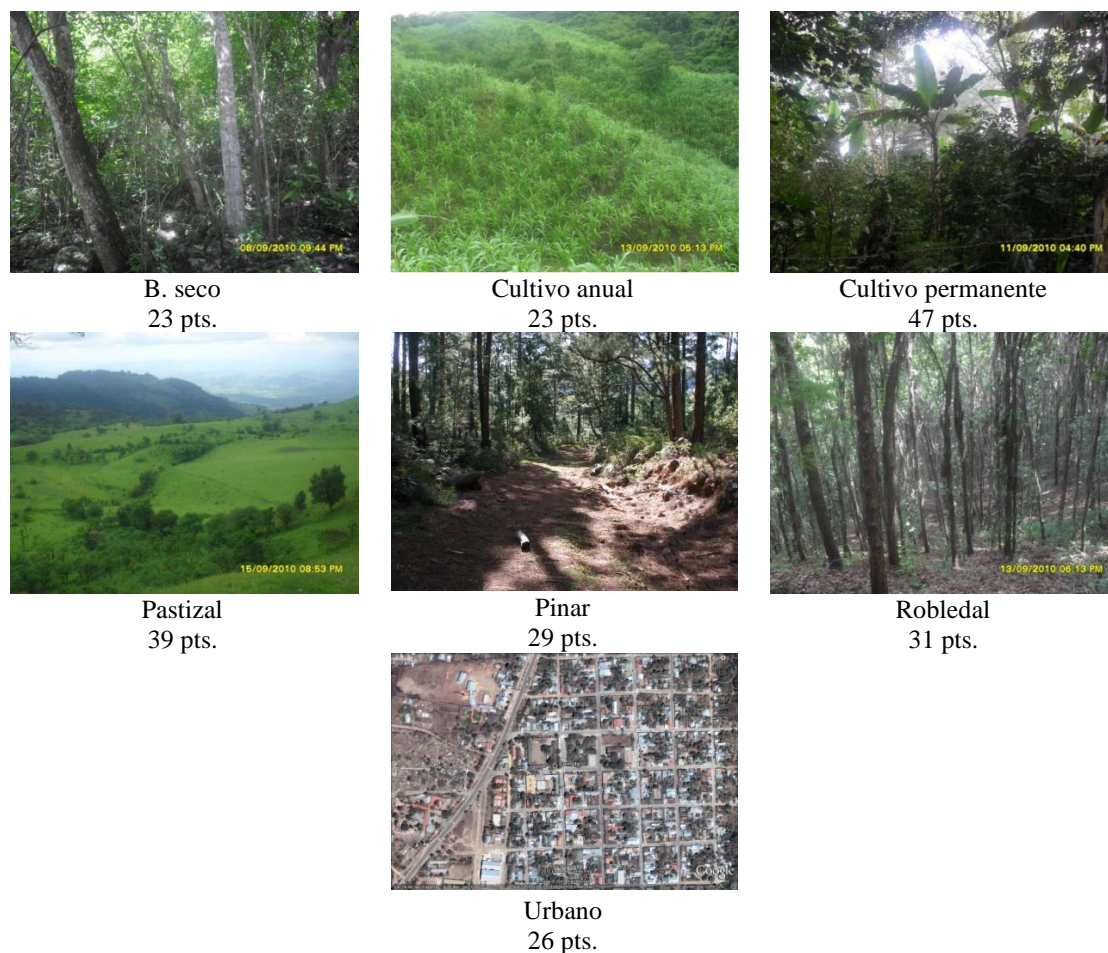 08/09/2010 09:44 PM
13/09/2010 05:13 PM
11/09/2010 04:40 PM
B. seco
23 pts.
Cultivo anual
23 pts.
Cultivo permanente
47 pts.
15/09/2010 08:53 PM
13/09/2010 06:13 PM
Pastizal
39 pts.
Pinar
29 pts.
Robledal
31 pts.
Google
Urbano
26 pts.